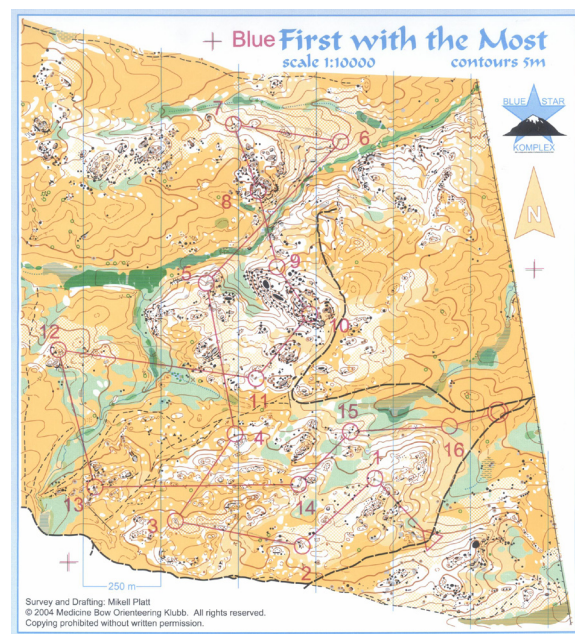 Blue First with the Most
scale 1:10000 contours 5m
BLUE STAR
KOMPLEX
N
7
6
8
9
5
10
12
11
15
4
16
1
13
14
3
2
250 m
Survey and Drafting: Mikell Platt
© 2004 Medicine Bow Orienteering Klubb. All rights reserved.
Copying prohibited without written permission.